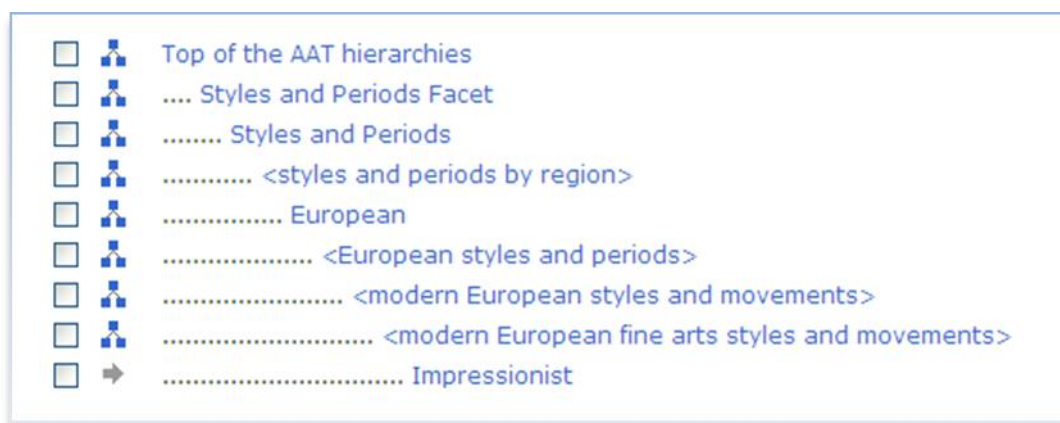 Top of the AAT hierarchies
.... Styles and Periods Facet
........ Styles and Periods
............ <styles and periods by region>
................ European
.................... <European styles and periods>
........................ <modern European styles and movements>
............................ <modern European fine arts styles and movements>
................................ Impressionist